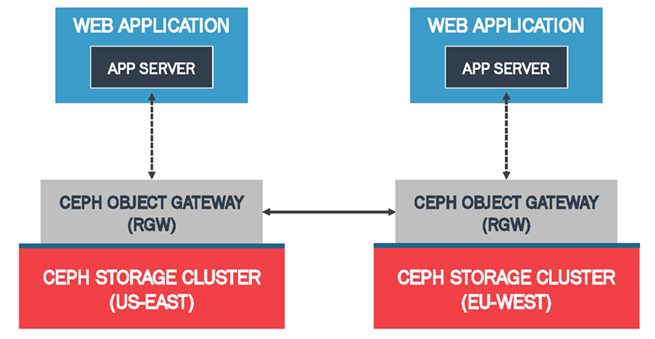 WEB APPLICATION
APP SERVER
WEB APPLICATION
APP SERVER
CEPH OBJECT GATEWAY
(RGW)
CEPH OBJECT GATEWAY
(RGW)
CEPH STORAGE CLUSTER
(US-EAST)
CEPH STORAGE CLUSTER
(EU-WEST)